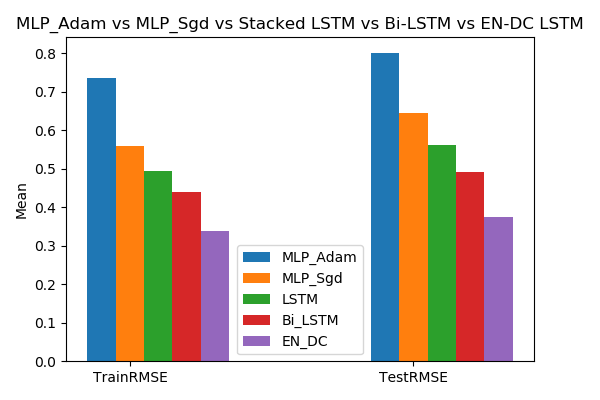 MLP_Adam vs MLP_Sgd vs Stacked LSTM vs Bi-LSTM vs EN-DC LSTM
Mean
0.8
0.7
0.6
0.5
0.4
0.3
0.2
0.1
0.0
MLP_Adam
MLP_Sgd
LSTM
Bi_LSTM
EN_DC
TrainRMSE
TestRMSE